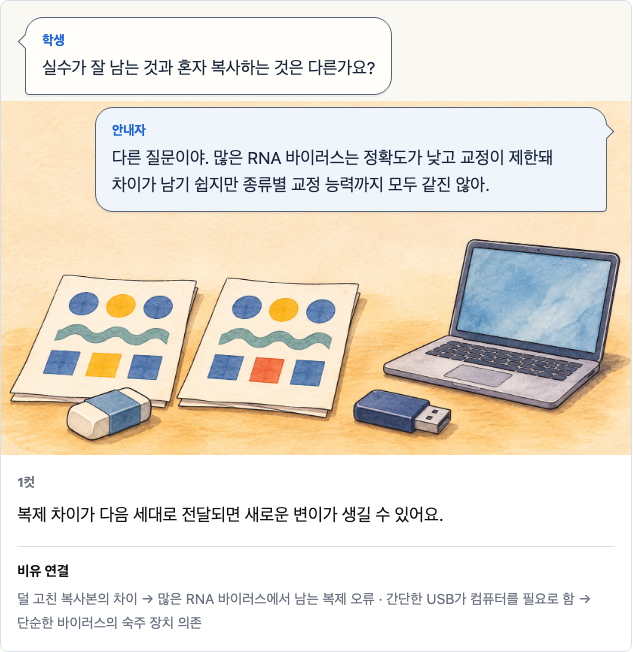 학생
실수가 잘 남는 것과 혼자 복사하는 것은 다른가요?
안내자
다른 질문이야. 많은 RNA 바이러스는 정확도가 낮고 교정이 제한돼
차이가 남기 쉽지만 종류별 교정 능력까지 모두 같진 않아.
1컷
복제 차이가 다음 세대로 전달되면 새로운 변이가 생길 수 있어요.
비유 연결
덜 고친 복사본의 차이 → 많은 RNA 바이러스에서 남는 복제 오류 · 간단한 USB가 컴퓨터를 필요로 함 →
단순한 바이러스의 숙주 장치 의존